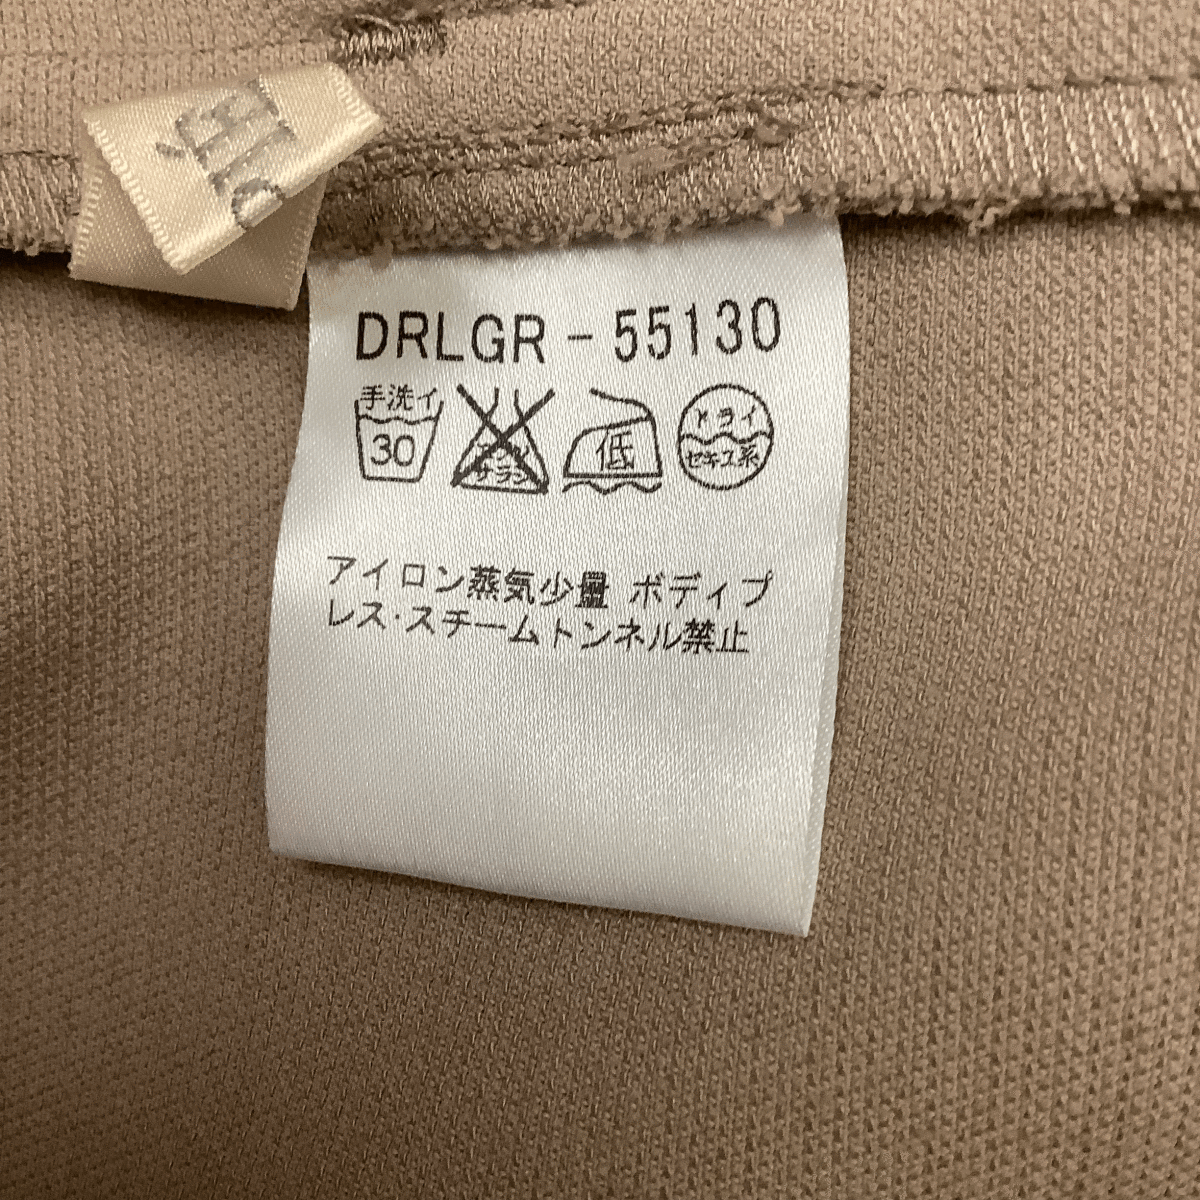 DRLGR-55130
手洗イ
30
エンソ
サラシ
低
ドライ
セキユ系
アイロン蒸気少量 ボディプ
レス・スチームトンネル禁止